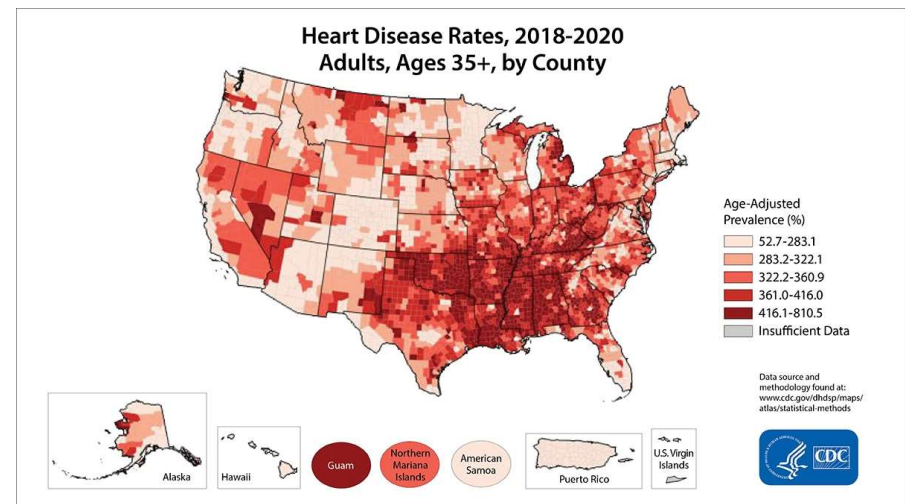 Heart Disease Rates, 2018-2020
Adults, Ages 35+, by County
Age-Adjusted
Prevalence (%)
52.7-283.1
283.2-322.1
322.2-360.9
361.0-416.0
416.1-810.5
Insufficient Data
Data source and
methodology found at:
www.cdc.gov/dhdsp/maps/
atlas/statistical-methods
Alaska
Hawaii
Guam
Northern
Mariana
Islands
American
Samoa
Puerto Rico
U.S. Virgin
Islands
CDC